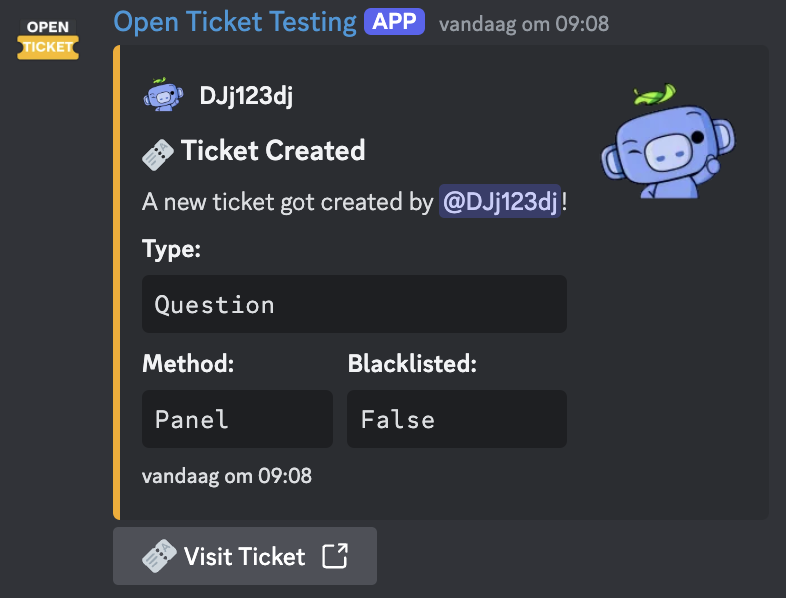 OPEN
TICKET
Open Ticket Testing APP vandaag om 09:08
DJj123dj
Ticket Created
A new ticket got created by @DJj123dj!
Type:
Question
Method: Blacklisted:
Panel False
vandaag om 09:08
Visit Ticket